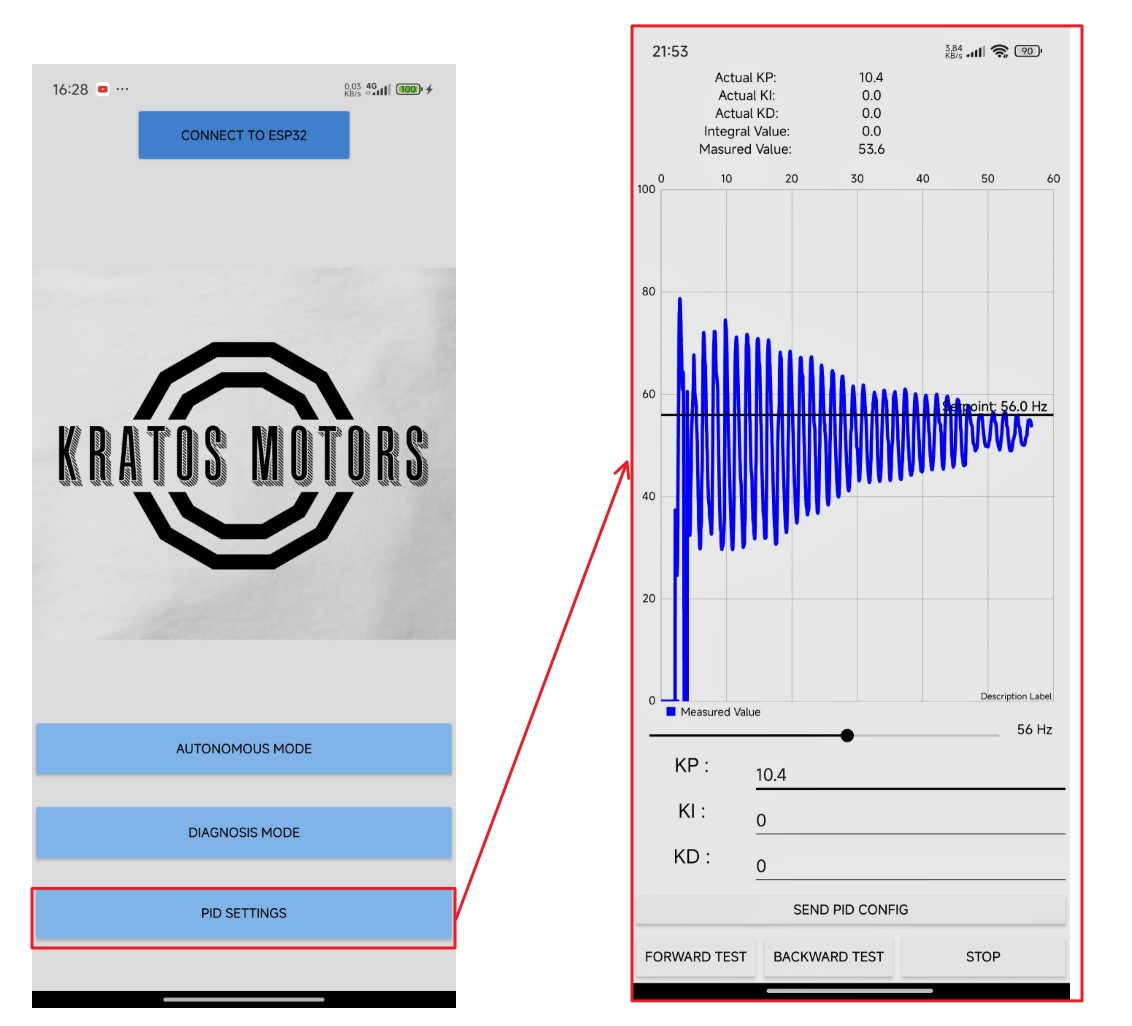 16:28 ...
0,03 KB/s 4G 100
CONNECT TO ESP32
KRATOS MOTORS
AUTONOMOUS MODE
DIAGNOSIS MODE
PID SETTINGS
21:53
3,84 KB/s 90
Actual KP: 10.4
Actual KI: 0.0
Actual KD: 0.0
Integral Value: 0.0
Masured Value: 53.6
0 10 20 30 40 50 60
100
80
60
Setpoint: 56.0 Hz
40
20
0
Description Label
Measured Value
56 Hz
KP : 10.4
KI : 0
KD : 0
SEND PID CONFIG
FORWARD TEST BACKWARD TEST STOP